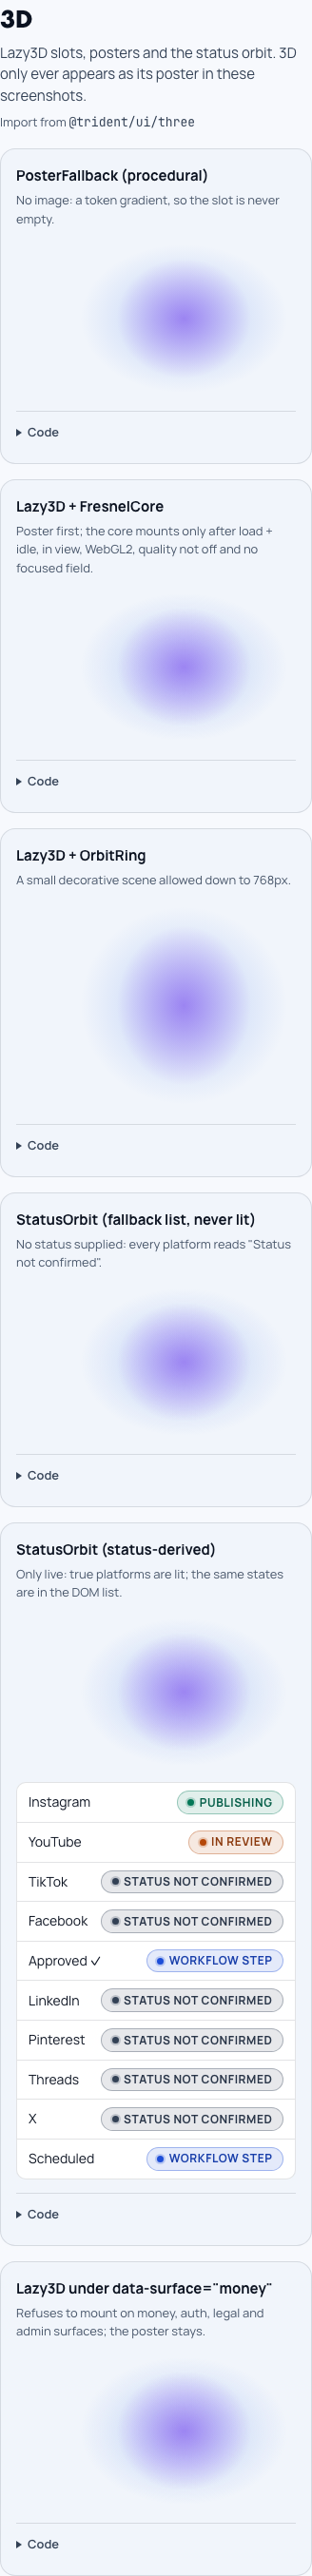 3D
Lazy3D slots, posters and the status orbit. 3D
only ever appears as its poster in these
screenshots.
Import from @trident/ui/three
PosterFallback (procedural)
No image: a token gradient, so the slot is never
empty.
Code
Lazy3D + FresnelCore
Poster first; the core mounts only after load +
idle, in view, WebGL2, quality not off and no
focused field.
Code
Lazy3D + OrbitRing
A small decorative scene allowed down to 768px.
Code
StatusOrbit (fallback list, never lit)
No status supplied: every platform reads "Status
not confirmed".
Code
StatusOrbit (status-derived)
Only live: true platforms are lit; the same states
are in the DOM list.
Instagram PUBLISHING
YouTube IN REVIEW
TikTok STATUS NOT CONFIRMED
Facebook STATUS NOT CONFIRMED
Approved ✓ WORKFLOW STEP
LinkedIn STATUS NOT CONFIRMED
Pinterest STATUS NOT CONFIRMED
Threads STATUS NOT CONFIRMED
X STATUS NOT CONFIRMED
Scheduled WORKFLOW STEP
Code
Lazy3D under data-surface="money"
Refuses to mount on money, auth, legal and
admin surfaces; the poster stays.
Code